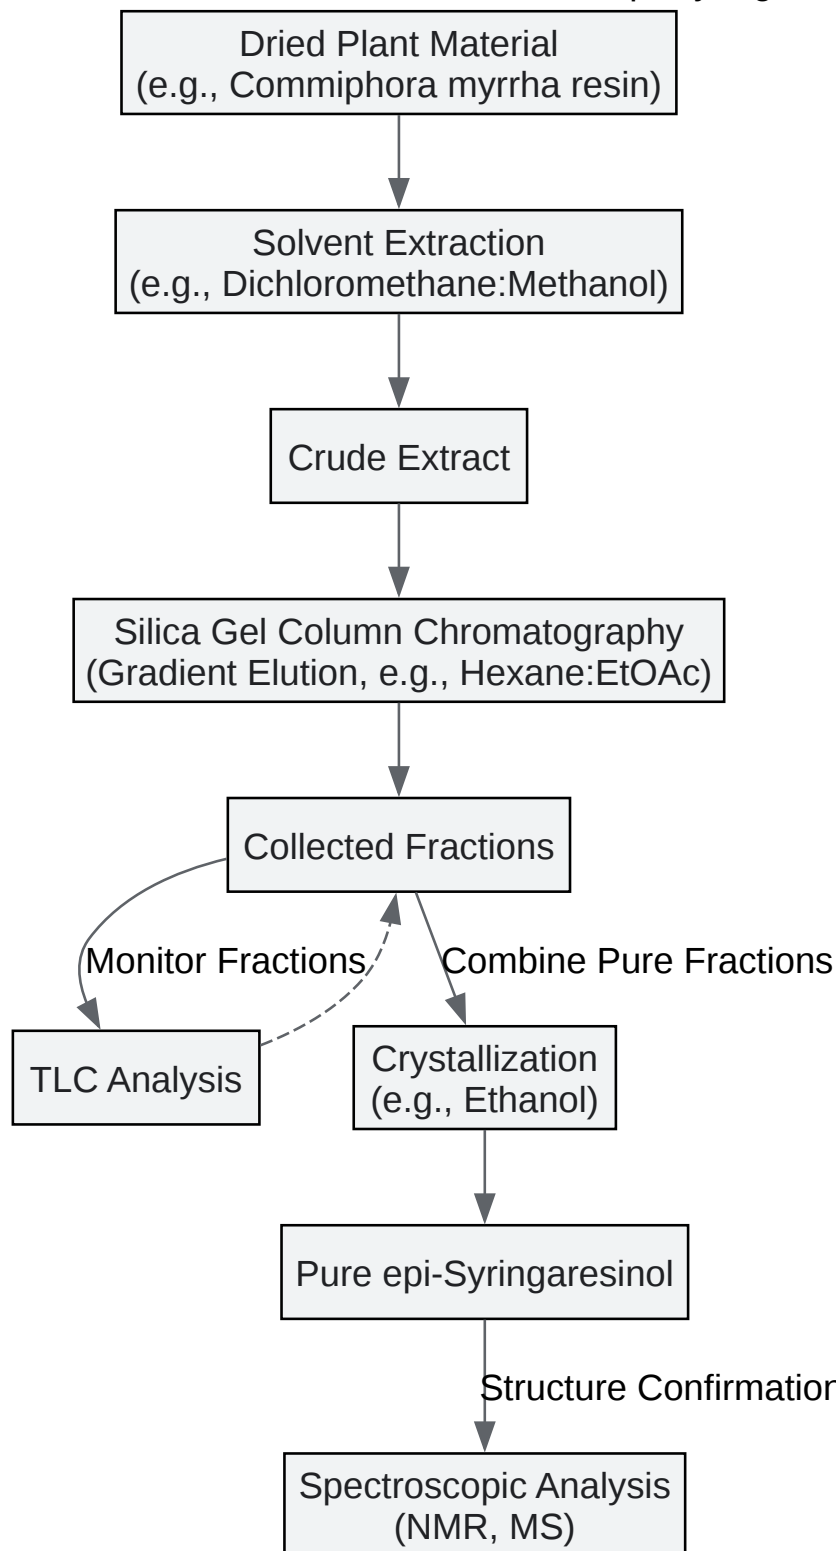 Dried Plant Material
(e.g., Commiphora myrrha resin)
Solvent Extraction
(e.g., Dichloromethane:Methanol)
Crude Extract
Silica Gel Column Chromatography
(Gradient Elution, e.g., Hexane:EtOAc)
Collected Fractions
Monitor Fractions
Combine Pure Fractions
TLC Analysis
Crystallization
(e.g., Ethanol)
Pure epi-Syringaresinol
Structure Confirmation
Spectroscopic Analysis
(NMR, MS)